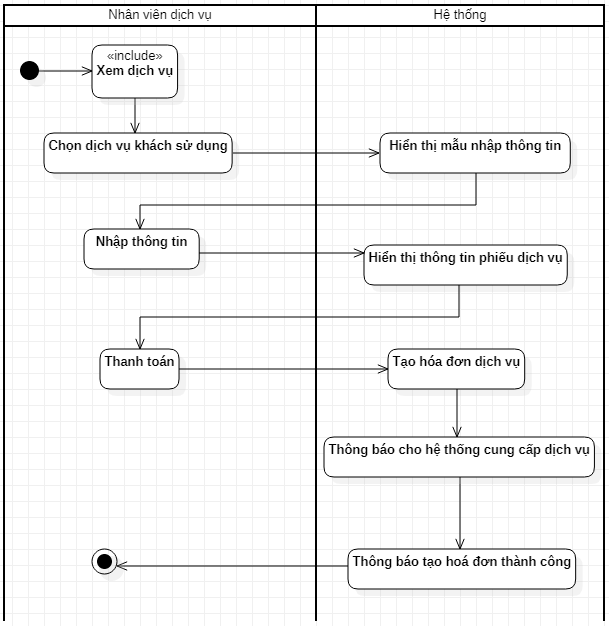 Nhân viên dịch vụ
Hệ thống
«include»
Xem dịch vụ
Chọn dịch vụ khách sử dụng
Hiển thị mẫu nhập thông tin
Nhập thông tin
Hiển thị thông tin phiếu dịch vụ
Thanh toán
Tạo hóa đơn dịch vụ
Thông báo cho hệ thống cung cấp dịch vụ
Thông báo tạo hoá đơn thành công